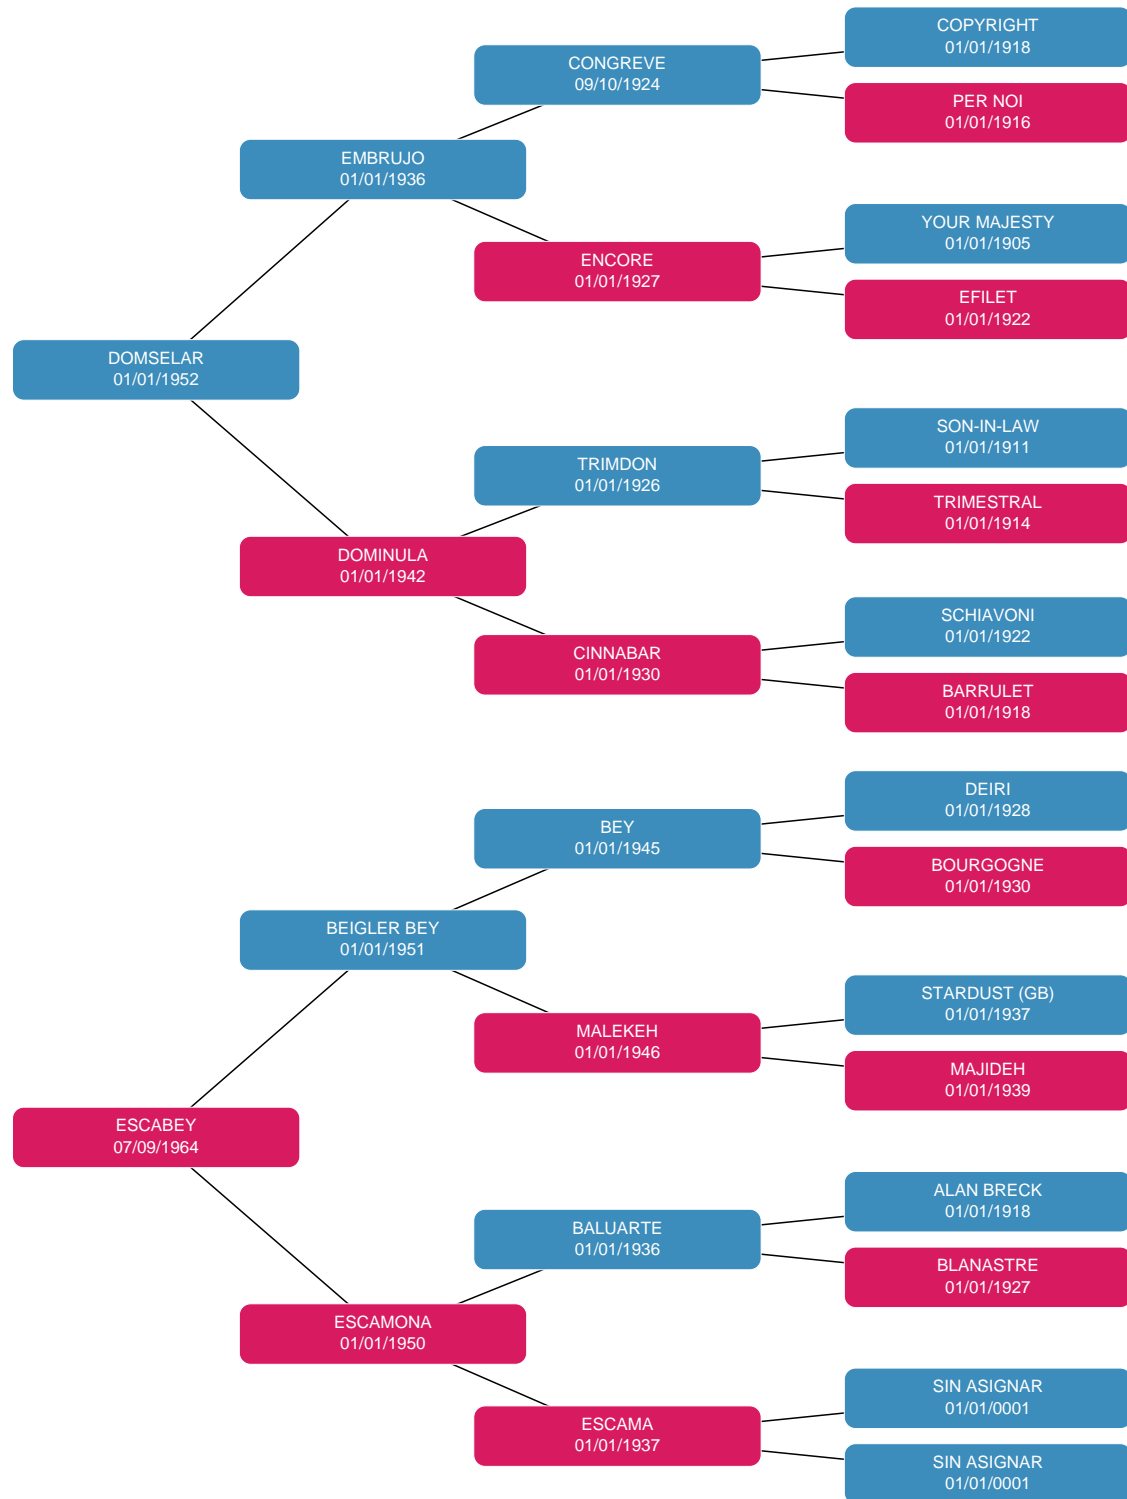 COPYRIGHT
01/01/1918
CONGREVE
09/10/1924
PER NOI
01/01/1916
EMBRUJO
01/01/1936
YOUR MAJESTY
01/01/1905
ENCORE
01/01/1927
EFILET
01/01/1922
DOMSELAR
01/01/1952
SON-IN-LAW
01/01/1911
TRIMDON
01/01/1926
TRIMESTRAL
01/01/1914
DOMINULA
01/01/1942
SCHIAVONI
01/01/1922
CINNABAR
01/01/1930
BARRULET
01/01/1918
DEIRI
01/01/1928
BEY
01/01/1945
BOURGOGNE
01/01/1930
BEIGLER BEY
01/01/1951
STARDUST (GB)
01/01/1937
MALEKEH
01/01/1946
MAJIDEH
01/01/1939
ESCABEY
07/09/1964
ALAN BRECK
01/01/1918
BALUARTE
01/01/1936
BLANASTRE
01/01/1927
ESCAMONA
01/01/1950
SIN ASIGNAR
01/01/0001
ESCAMA
01/01/1937
SIN ASIGNAR
01/01/0001